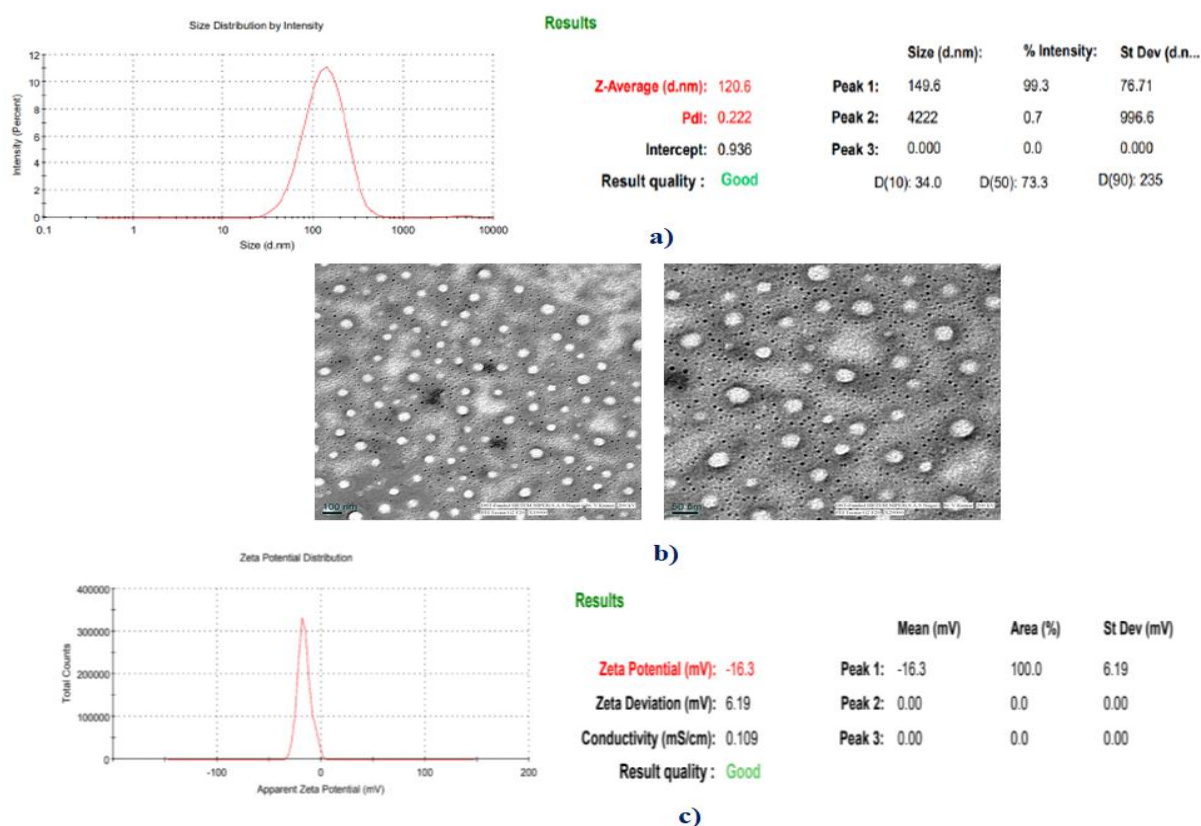 Size Distribution by Intensity
Intensity (Percent)
12
10
8
6
4
2
0
0.1 1 10 100 1000 10000
Size (d.nm)
Results
Size (d.nm): % Intensity: St Dev (d.n...
Z-Average (d.nm): 120.6 Peak 1: 149.6 99.3 76.71
PdI: 0.222 Peak 2: 4222 0.7 996.6
Intercept: 0.936 Peak 3: 0.000 0.0 0.000
Result quality : Good D(10): 34.0 D(50): 73.3 D(90): 235
a)
100 nm
50 nm
b)
Zeta Potential Distribution
Total Counts
400000
300000
200000
100000
0
-100 0 100 200
Apparent Zeta Potential (mV)
Results
Mean (mV) Area (%) St Dev (mV)
Zeta Potential (mV): -16.3 Peak 1: -16.3 100.0 6.19
Zeta Deviation (mV): 6.19 Peak 2: 0.00 0.0 0.00
Conductivity (mS/cm): 0.109 Peak 3: 0.00 0.0 0.00
Result quality : Good
c)